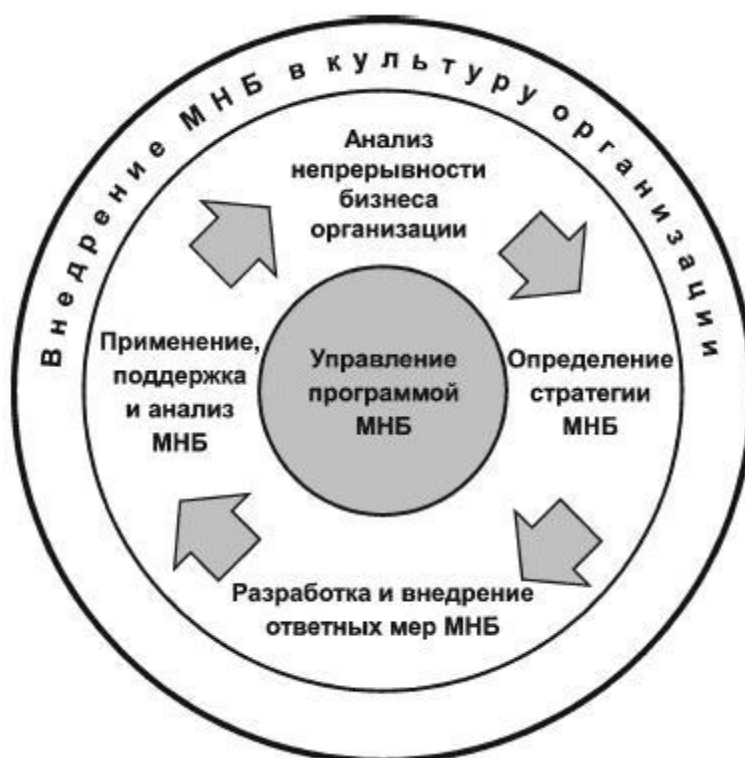 Внедрение МНБ в культуру организации
Анализ
непрерывности
бизнеса
организации
Применение,
поддержка
и анализ
МНБ
Управление
программой
МНБ
Определение
стратегии
МНБ
Разработка и внедрение
ответных мер МНБ